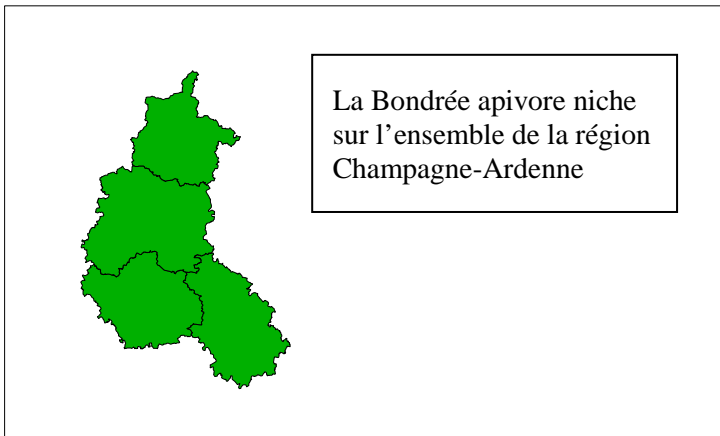 La Bondrée apivore niche
sur l’ensemble de la région
Champagne-Ardenne